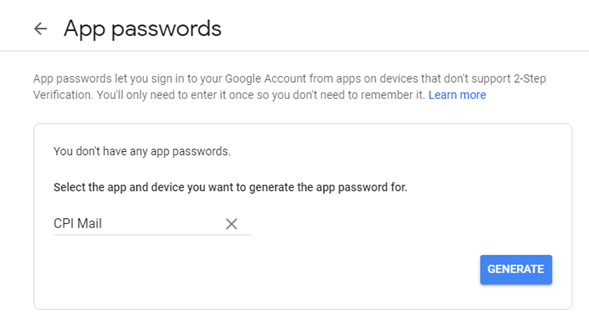 App passwords
App passwords let you sign in to your Google Account from apps on devices that don't support 2-Step
Verification. You'll only need to enter it once so you don't need to remember it. Learn more
You don't have any app passwords.
Select the app and device you want to generate the app password for.
CPI Mail
GENERATE